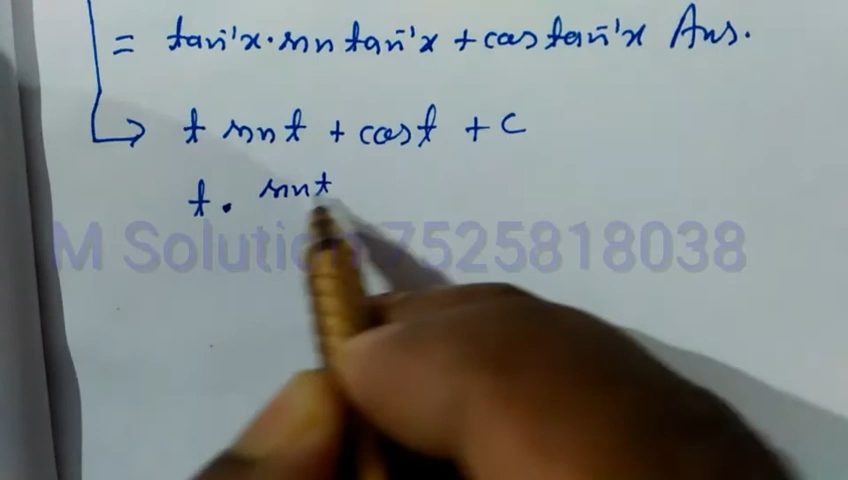 = tan⁻¹x · sin tan⁻¹x + cos tan⁻¹x Ans.
→ t sin t + cos t + c
t . sin t
M Solution 7525818038